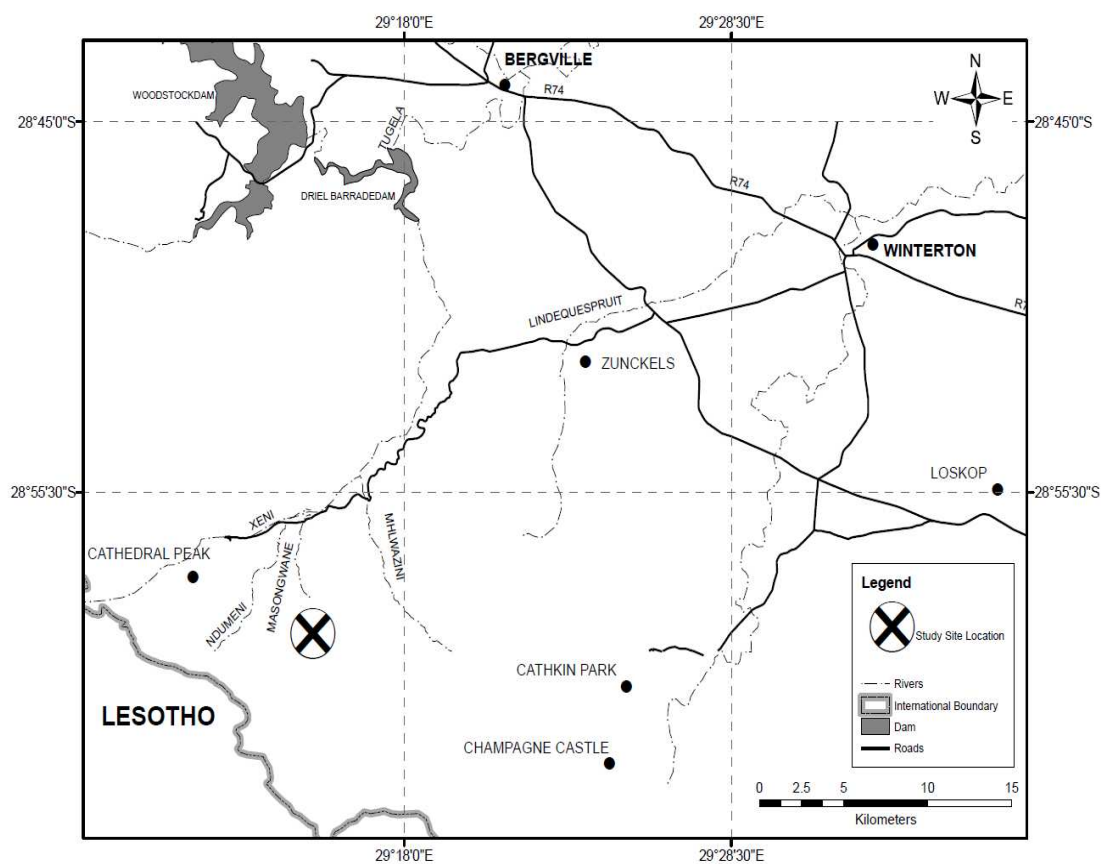 29°18'0"E
29°28'30"E
BERGVILLE
N
WOODSTOCKDAM
R74
W
E
28°45'0"S
28°45'0"S
S
TUGELA
R74
DRIEL BARRADEDAM
WINTERTON
LINDEQUESPRUIT
ZUNCKELS
LOSKOP
28°55'30"S
28°55'30"S
XENI
MHLWAZINI
CATHEDRAL PEAK
MASONGWANE
NDUMENI
Legend
Study Site Location
CATHKIN PARK
Rivers
International Boundary
LESOTHO
Dam
CHAMPAGNE CASTLE
Roads
0 2.5 5 10 15
Kilometers
29°18'0"E
29°28'30"E